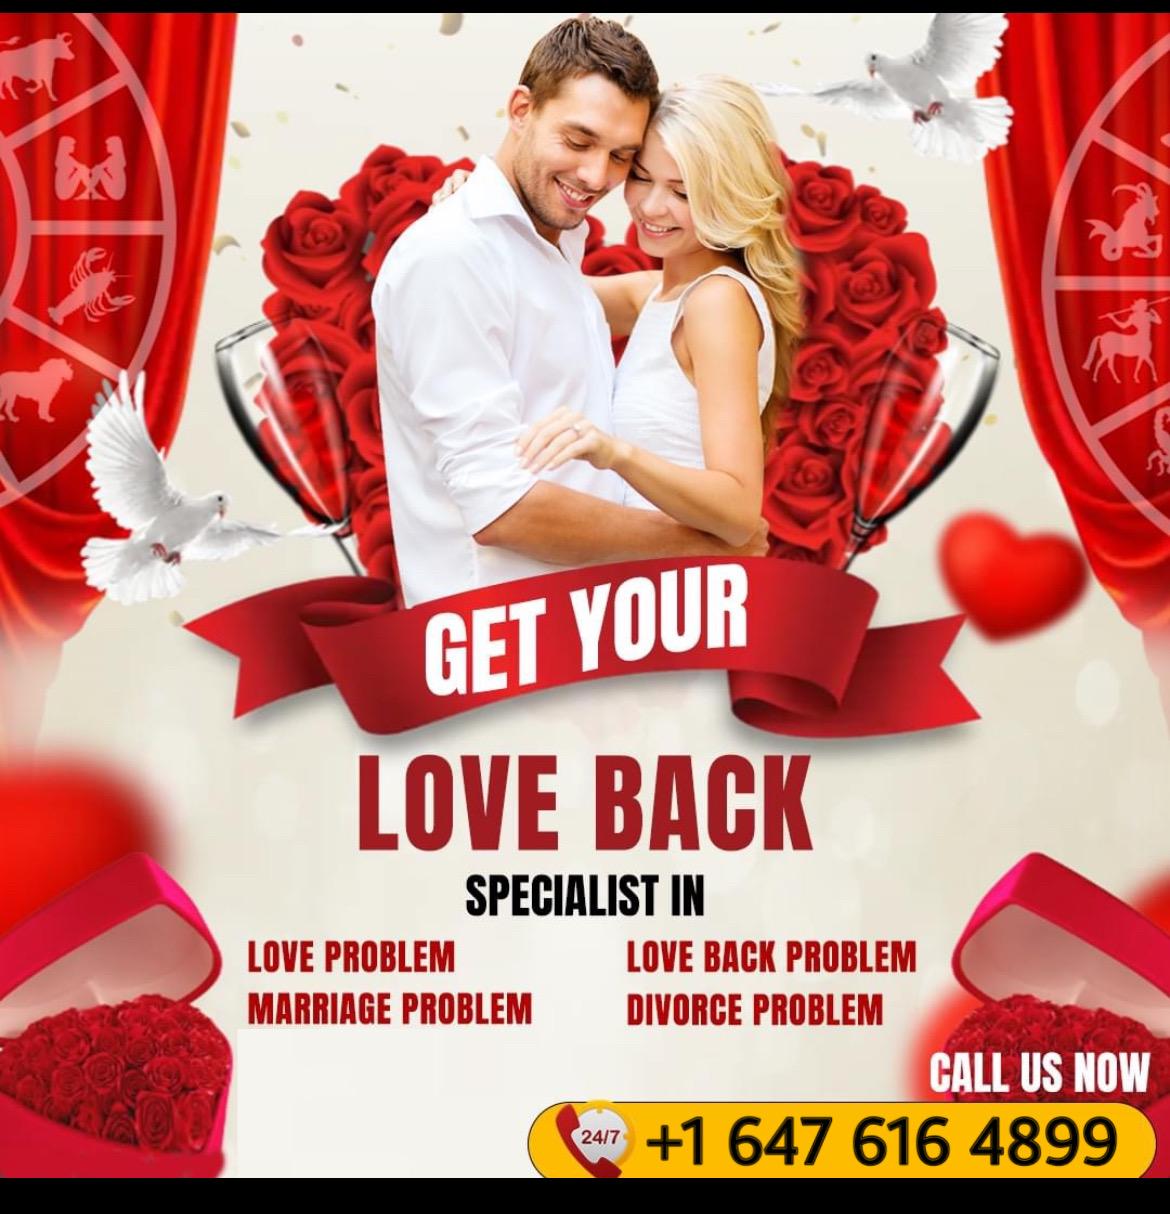 GET YOUR
LOVE BACK
SPECIALIST IN
LOVE PROBLEM
LOVE BACK PROBLEM
MARRIAGE PROBLEM
DIVORCE PROBLEM
CALL US NOW
24/7 +1 647 616 4899